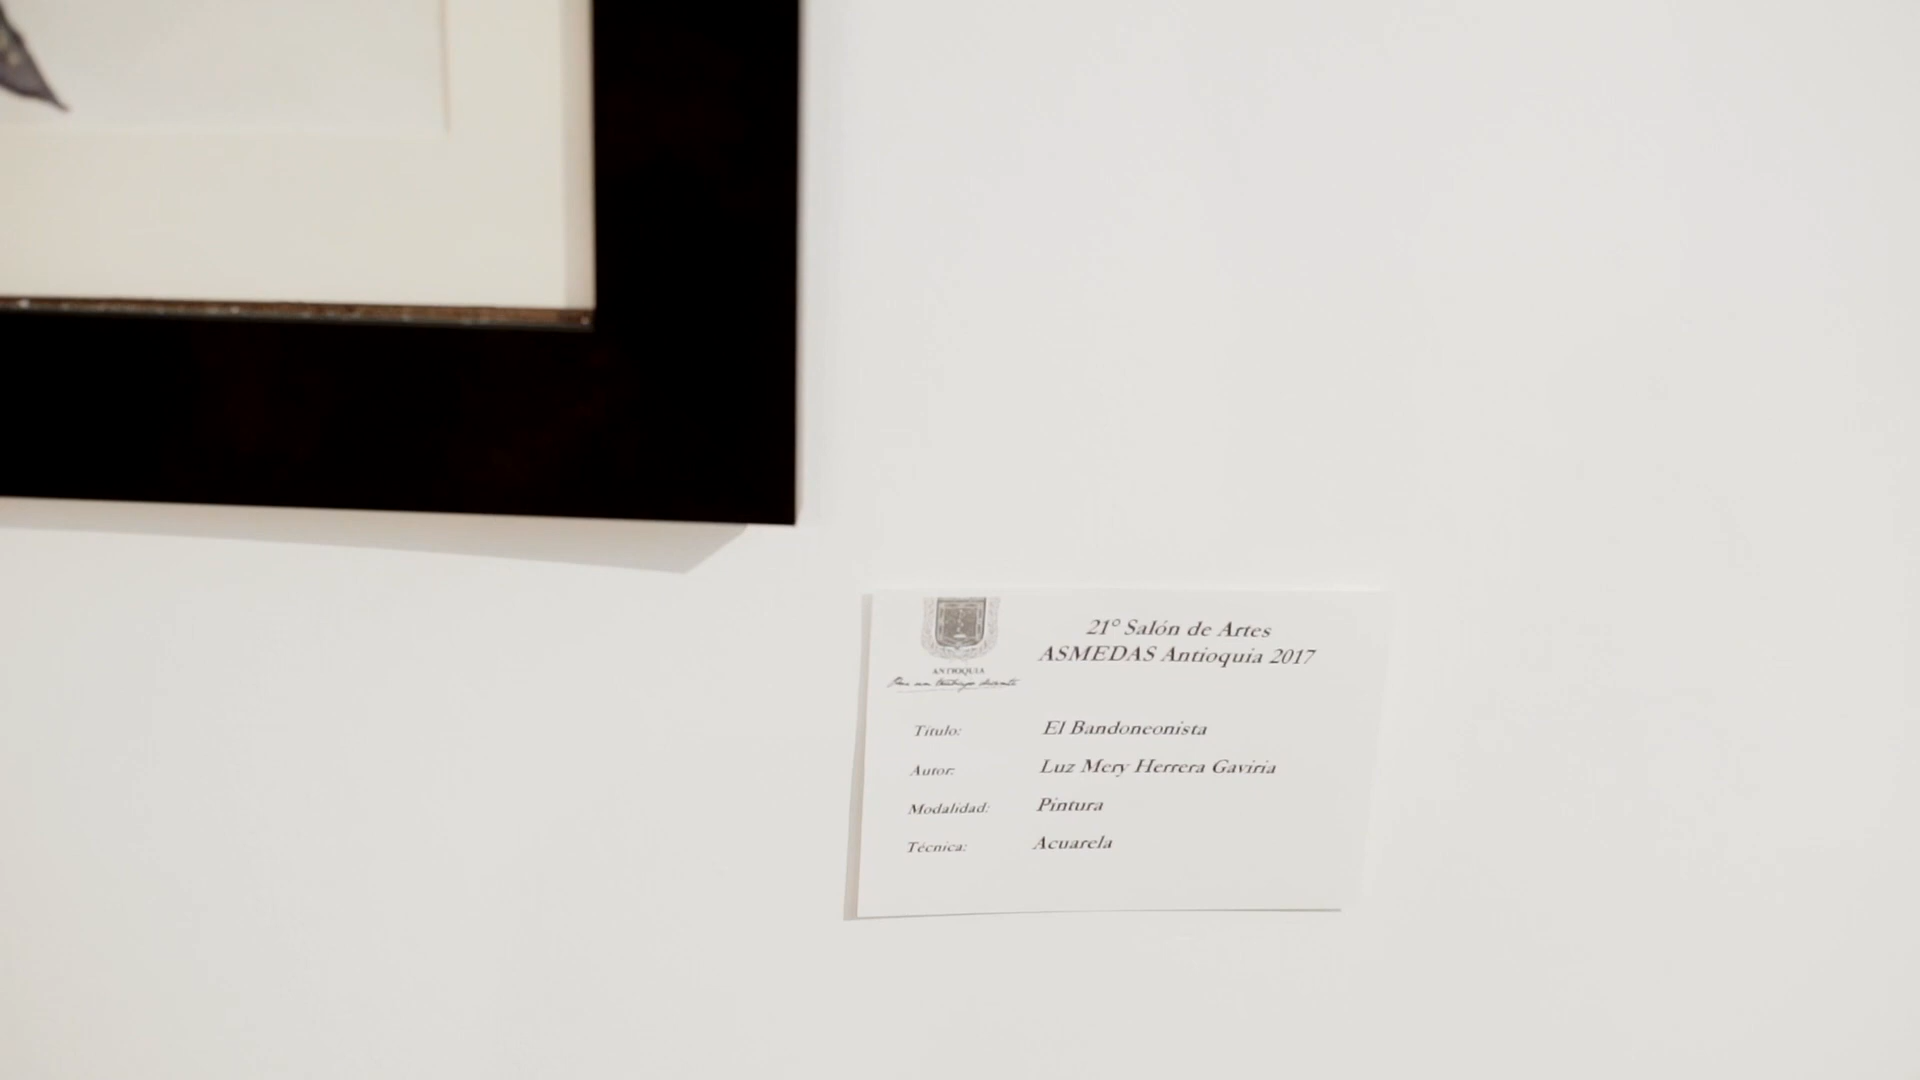 21° Salón de Artes
ASMEDAS Antioquia 2017
ANTIOQUIA
Título: El Bandoneonista
Autor: Luz Mery Herrera Gaviria
Modalidad: Pintura
Técnica: Acuarela